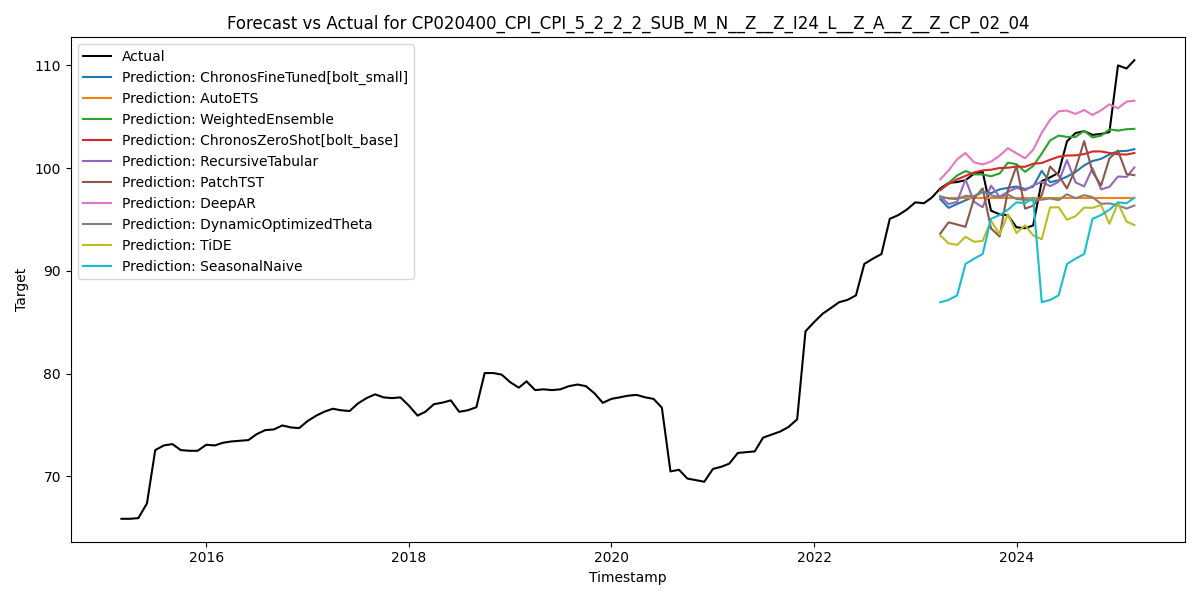 Forecast vs Actual for CP020400_CPI_CPI_5_2_2_2_SUB_M_N__Z__Z_I24_L__Z_A__Z__Z_CP_02_04
Actual
Prediction: ChronosFineTuned[bolt_small]
Prediction: AutoETS
Prediction: WeightedEnsemble
Prediction: ChronosZeroShot[bolt_base]
Prediction: RecursiveTabular
Prediction: PatchTST
Prediction: DeepAR
Prediction: DynamicOptimizedTheta
Prediction: TiDE
Prediction: SeasonalNaive
110
100
90
80
70
Target
2016
2018
2020
2022
2024
Timestamp